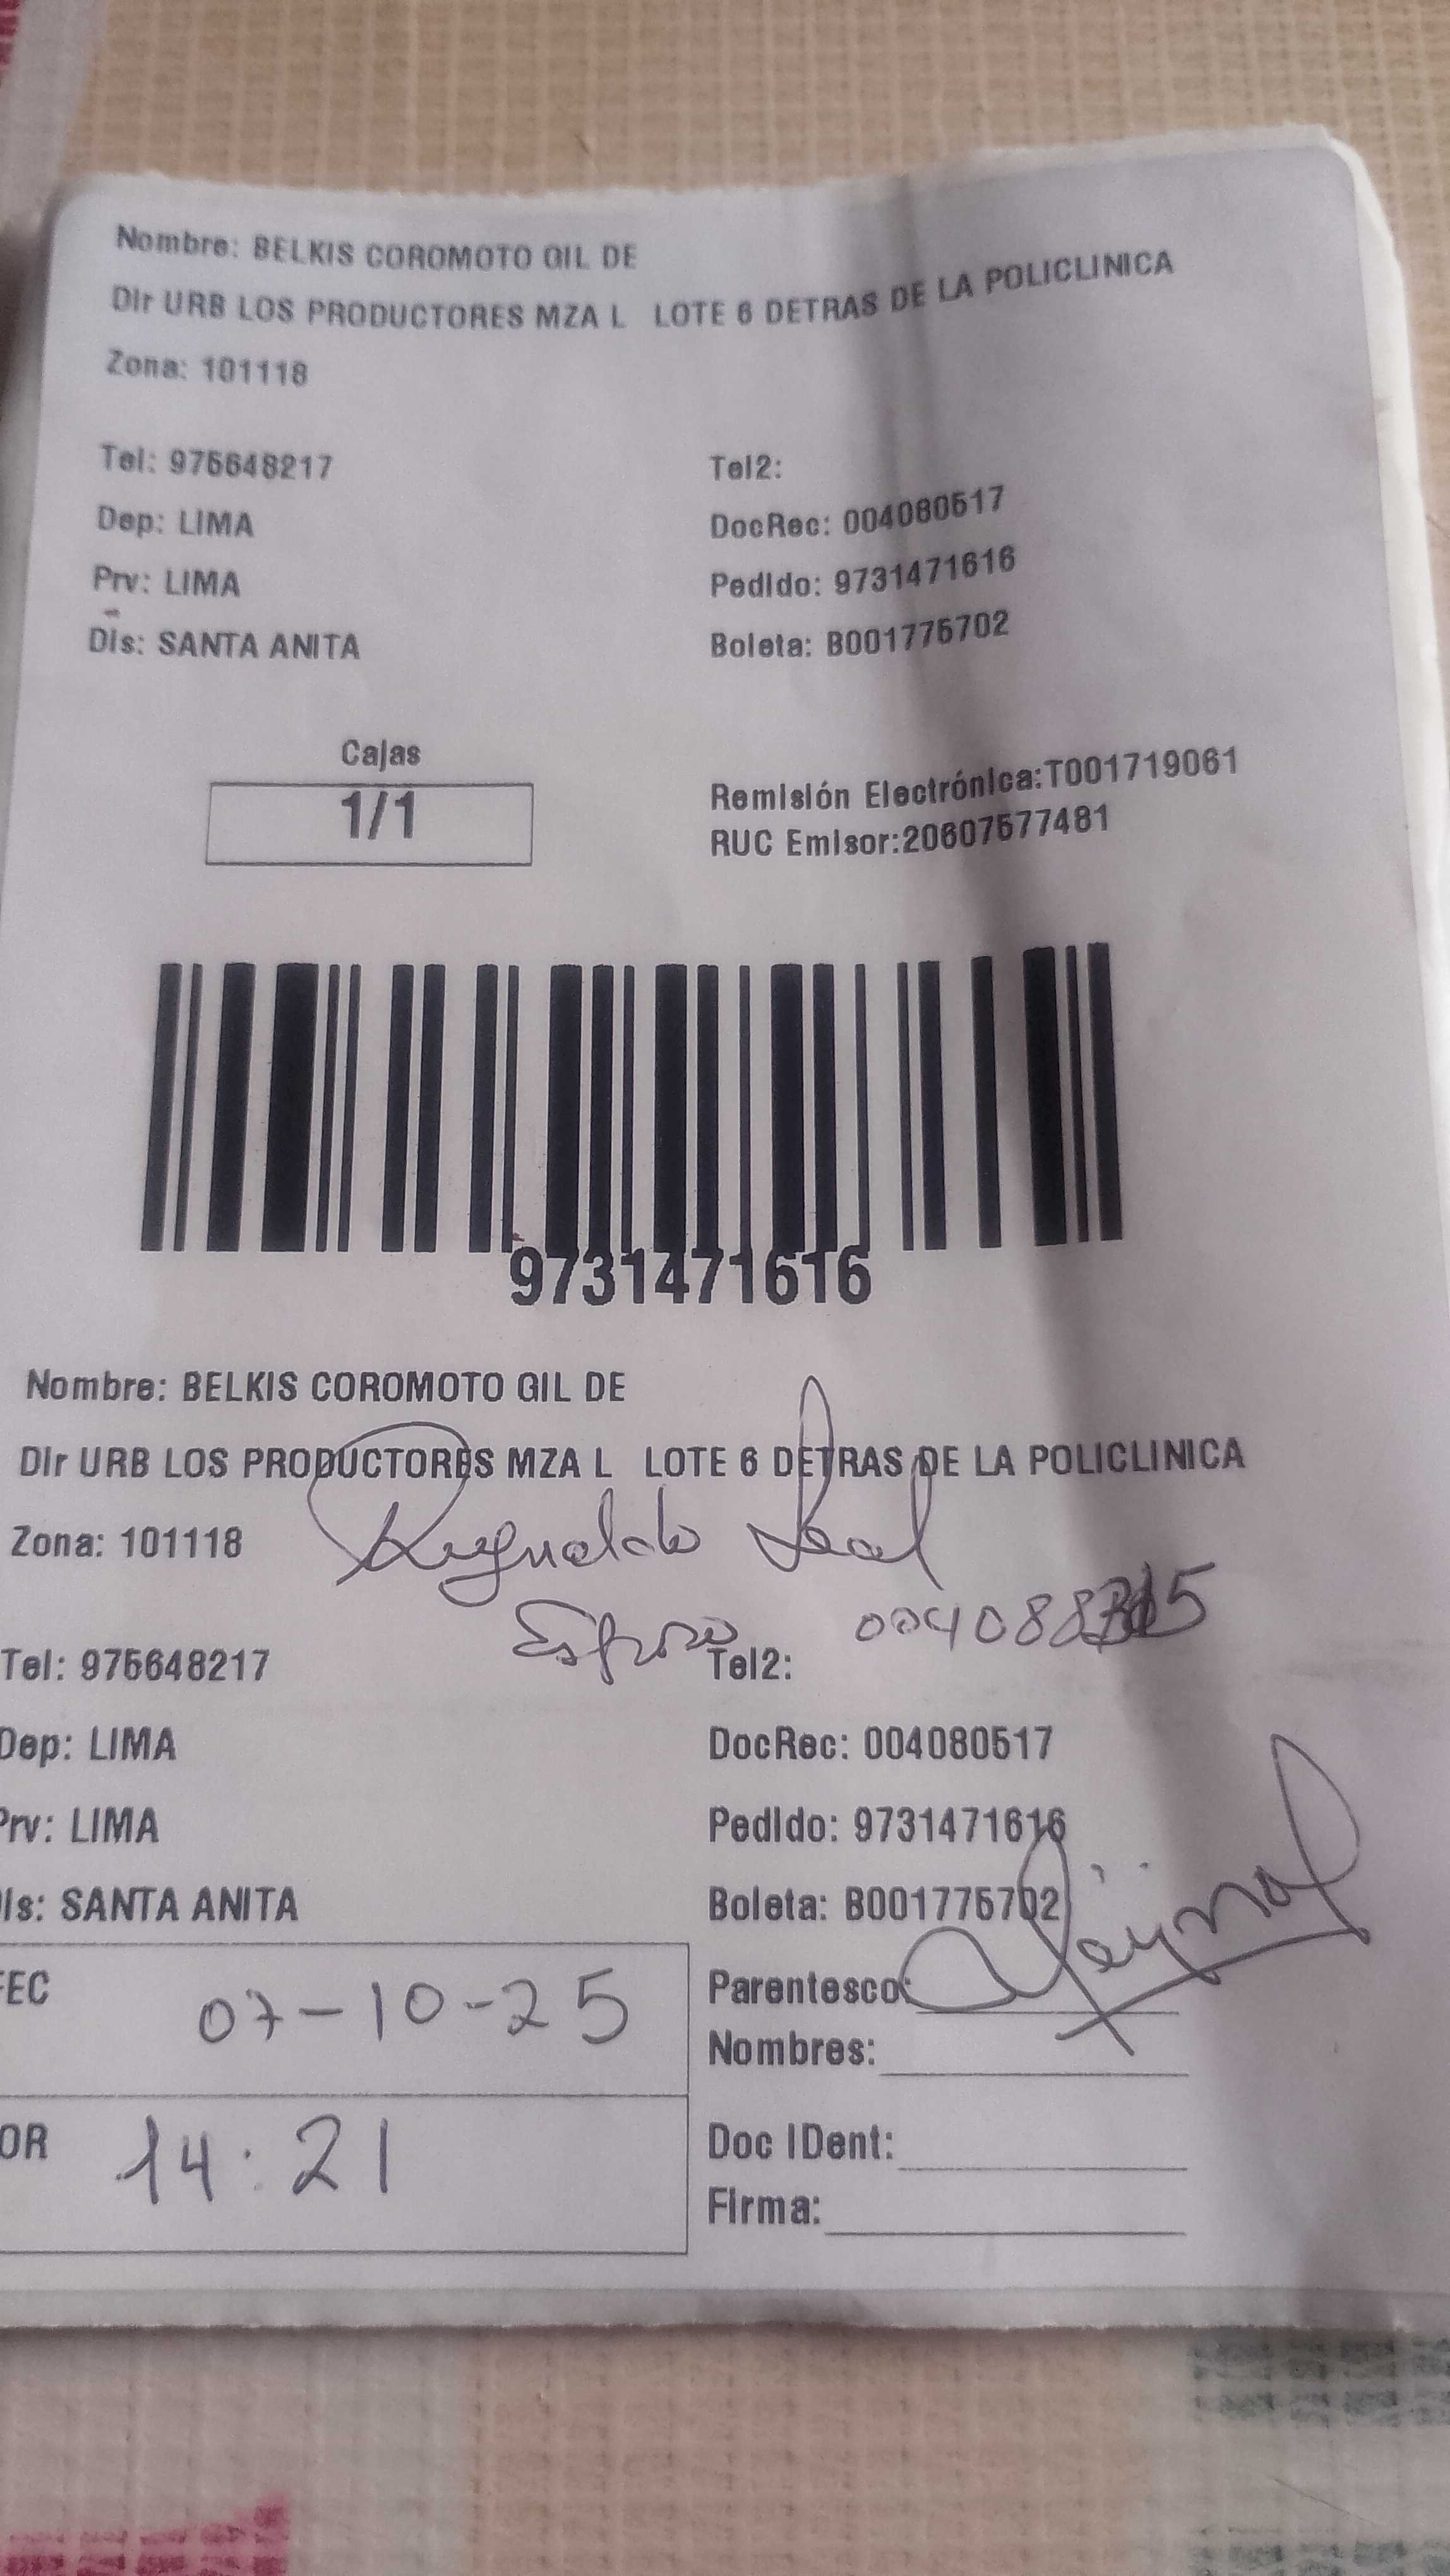 Nombre: BELKIS COROMOTO GIL DE
Dir URB LOS PRODUCTORES MZA L LOTE 6 DETRAS DE LA POLICLINICA
Zona: 101118
Tel: 975648217 Tel2:
Dep: LIMA DocRec: 004080517
Prv: LIMA Pedido: 9731471616
Dis: SANTA ANITA Boleta: B001775702
Cajas
1/1
Remisión Electrónica:T001719061
RUC Emisor:20607577481
9731471616
Nombre: BELKIS COROMOTO GIL DE
Dir URB LOS PRODUCTORES MZA L LOTE 6 DETRAS DE LA POLICLINICA
Zona: 101118 Reynaldo Leal
Esposo
Tel: 975648217 Tel2:
Dep: LIMA DocRec: 004080517
Prv: LIMA Pedido: 9731471616
Dis: SANTA ANITA Boleta: B001775702
FEC 07-10-25 Parentesco:
Nombres:
OR 14:21 Doc IDent:
Firma: